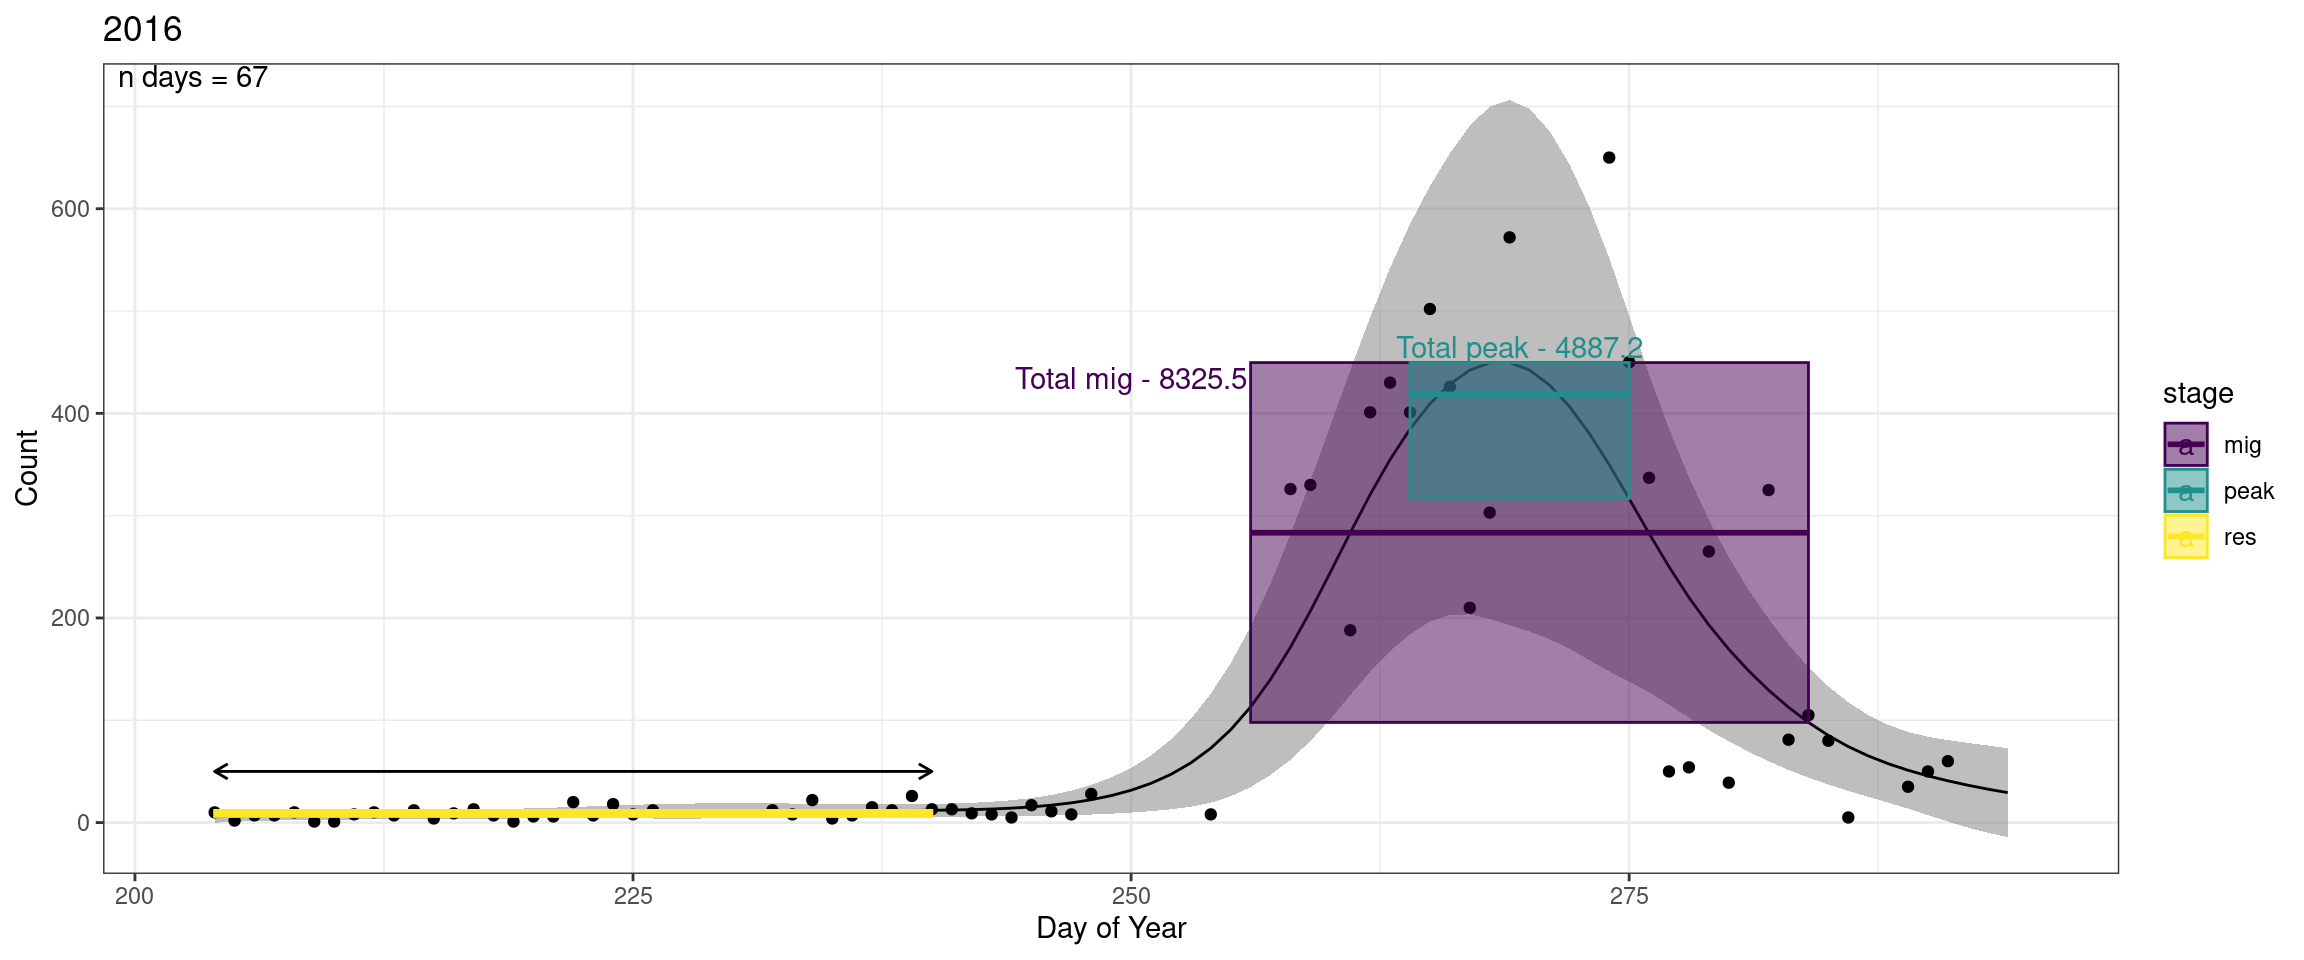 2016
n days = 67
Total peak - 4887.2
Total mig - 8325.5
600
400
200
0
Count
200
225
250
275
Day of Year
stage
a mig
a peak
a res